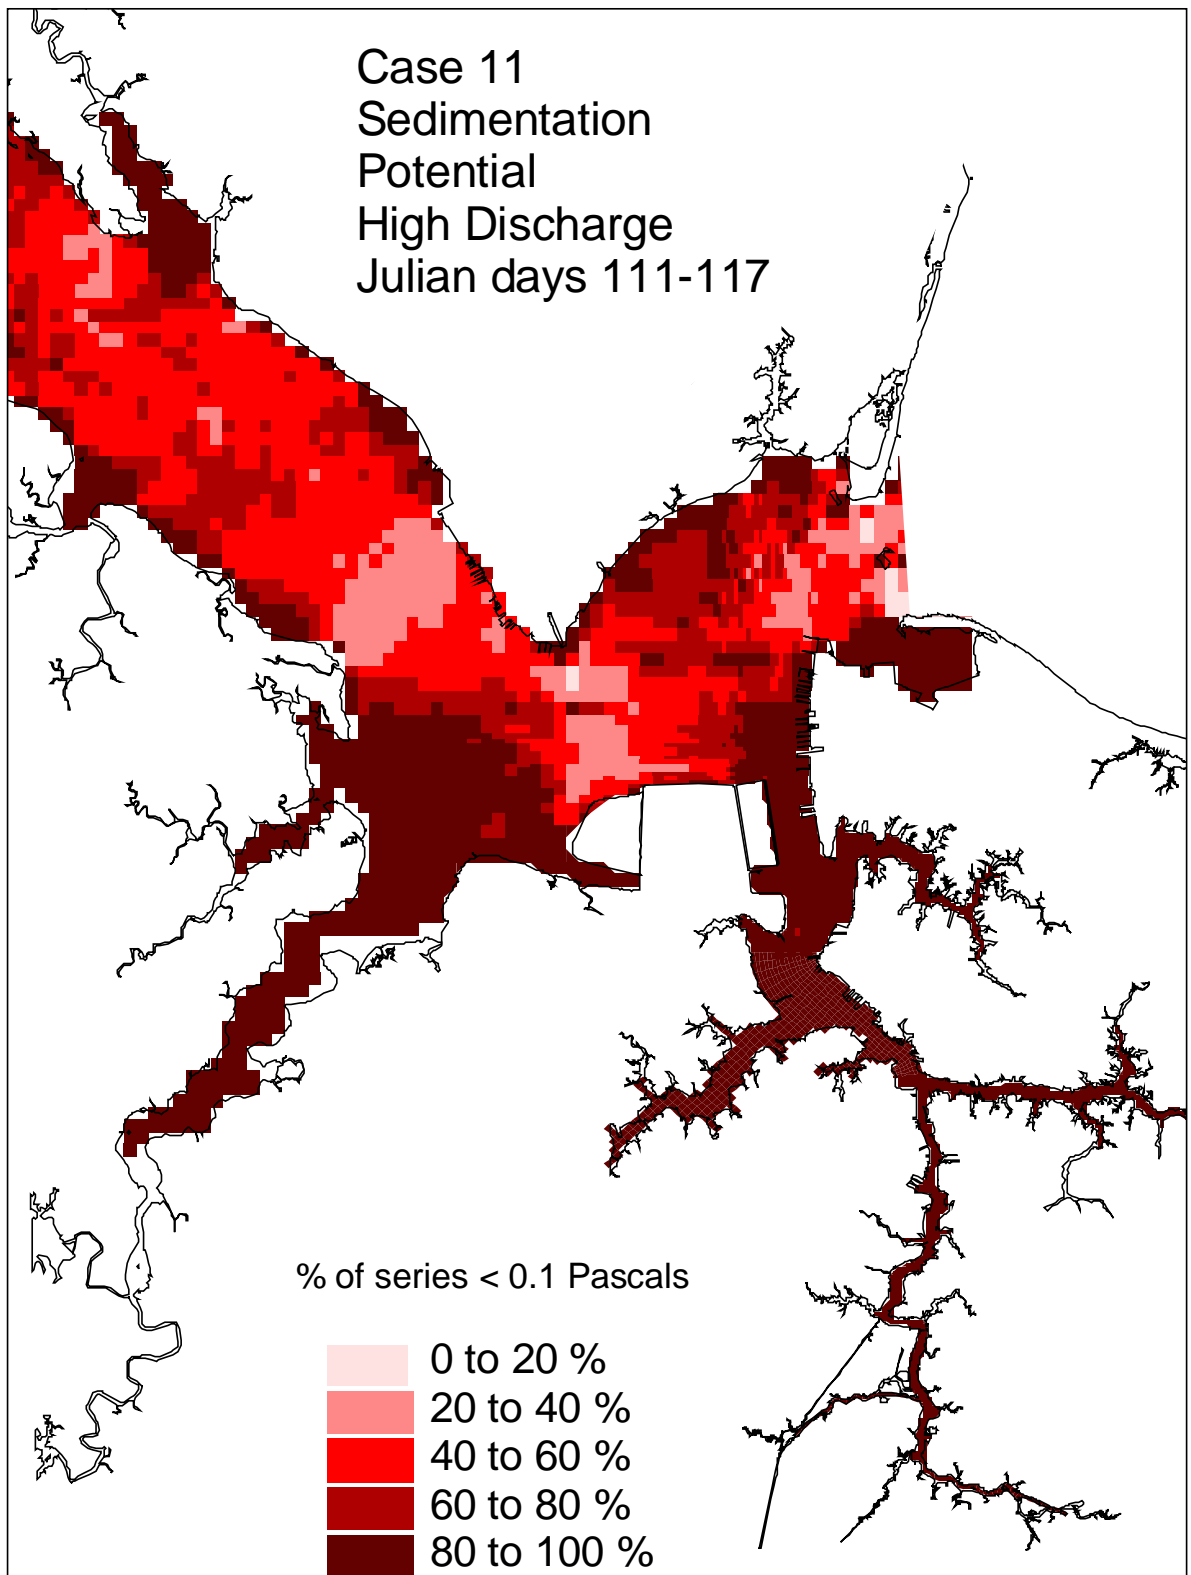 Case 11
Sedimentation
Potential
High Discharge
Julian days 111-117
% of series < 0.1 Pascals
0 to 20 %
20 to 40 %
40 to 60 %
60 to 80 %
80 to 100 %